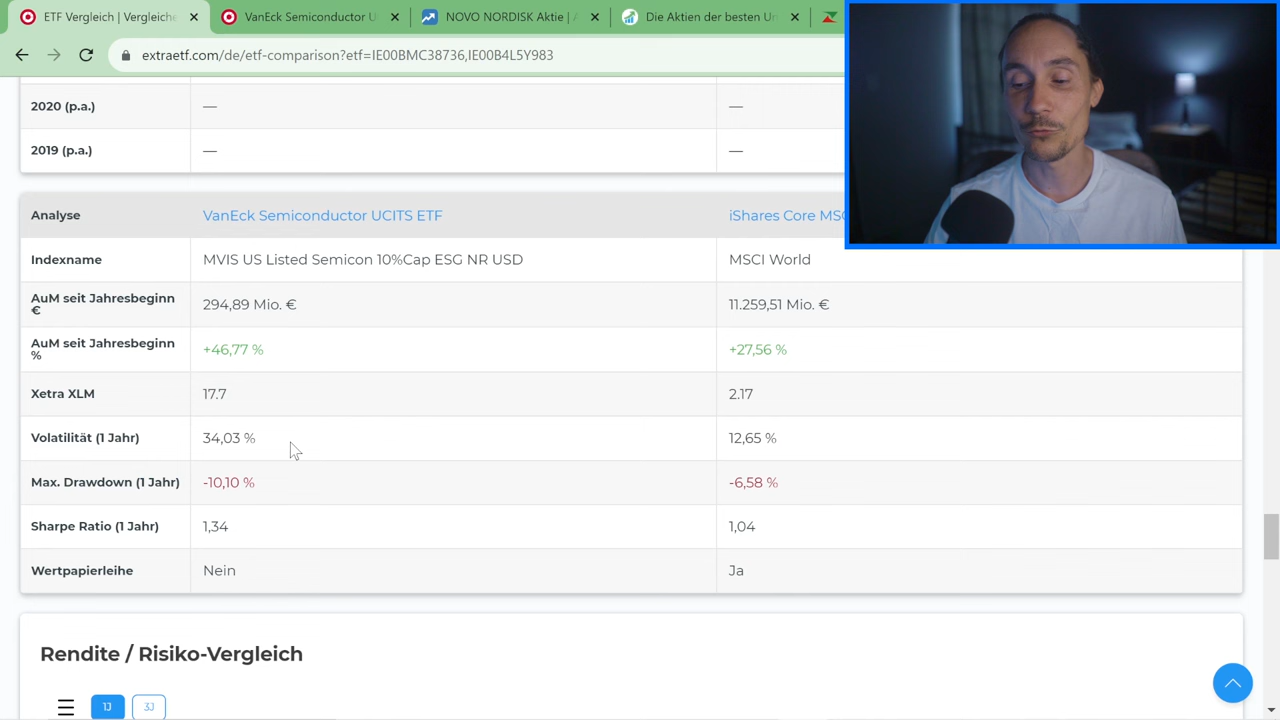 ETF Vergleich | Vergleiche
VanEck Semiconductor U
NOVO NORDISK Aktie | A
Die Aktien der besten Un
extraetf.com/de/etf-comparison?etf=IE00BMC38736,IE00B4L5Y983
2020 (p.a.) — —
2019 (p.a.) — —
Analyse VanEck Semiconductor UCITS ETF iShares Core MSC
Indexname MVIS US Listed Semicon 10%Cap ESG NR USD MSCI World
AuM seit Jahresbeginn
€ 294,89 Mio. € 11.259,51 Mio. €
AuM seit Jahresbeginn
% +46,77 % +27,56 %
Xetra XLM 17.7 2.17
Volatilität (1 Jahr) 34,03 % 12,65 %
Max. Drawdown (1 Jahr) -10,10 % -6,58 %
Sharpe Ratio (1 Jahr) 1,34 1,04
Wertpapierleihe Nein Ja
Rendite / Risiko-Vergleich
1J 3J